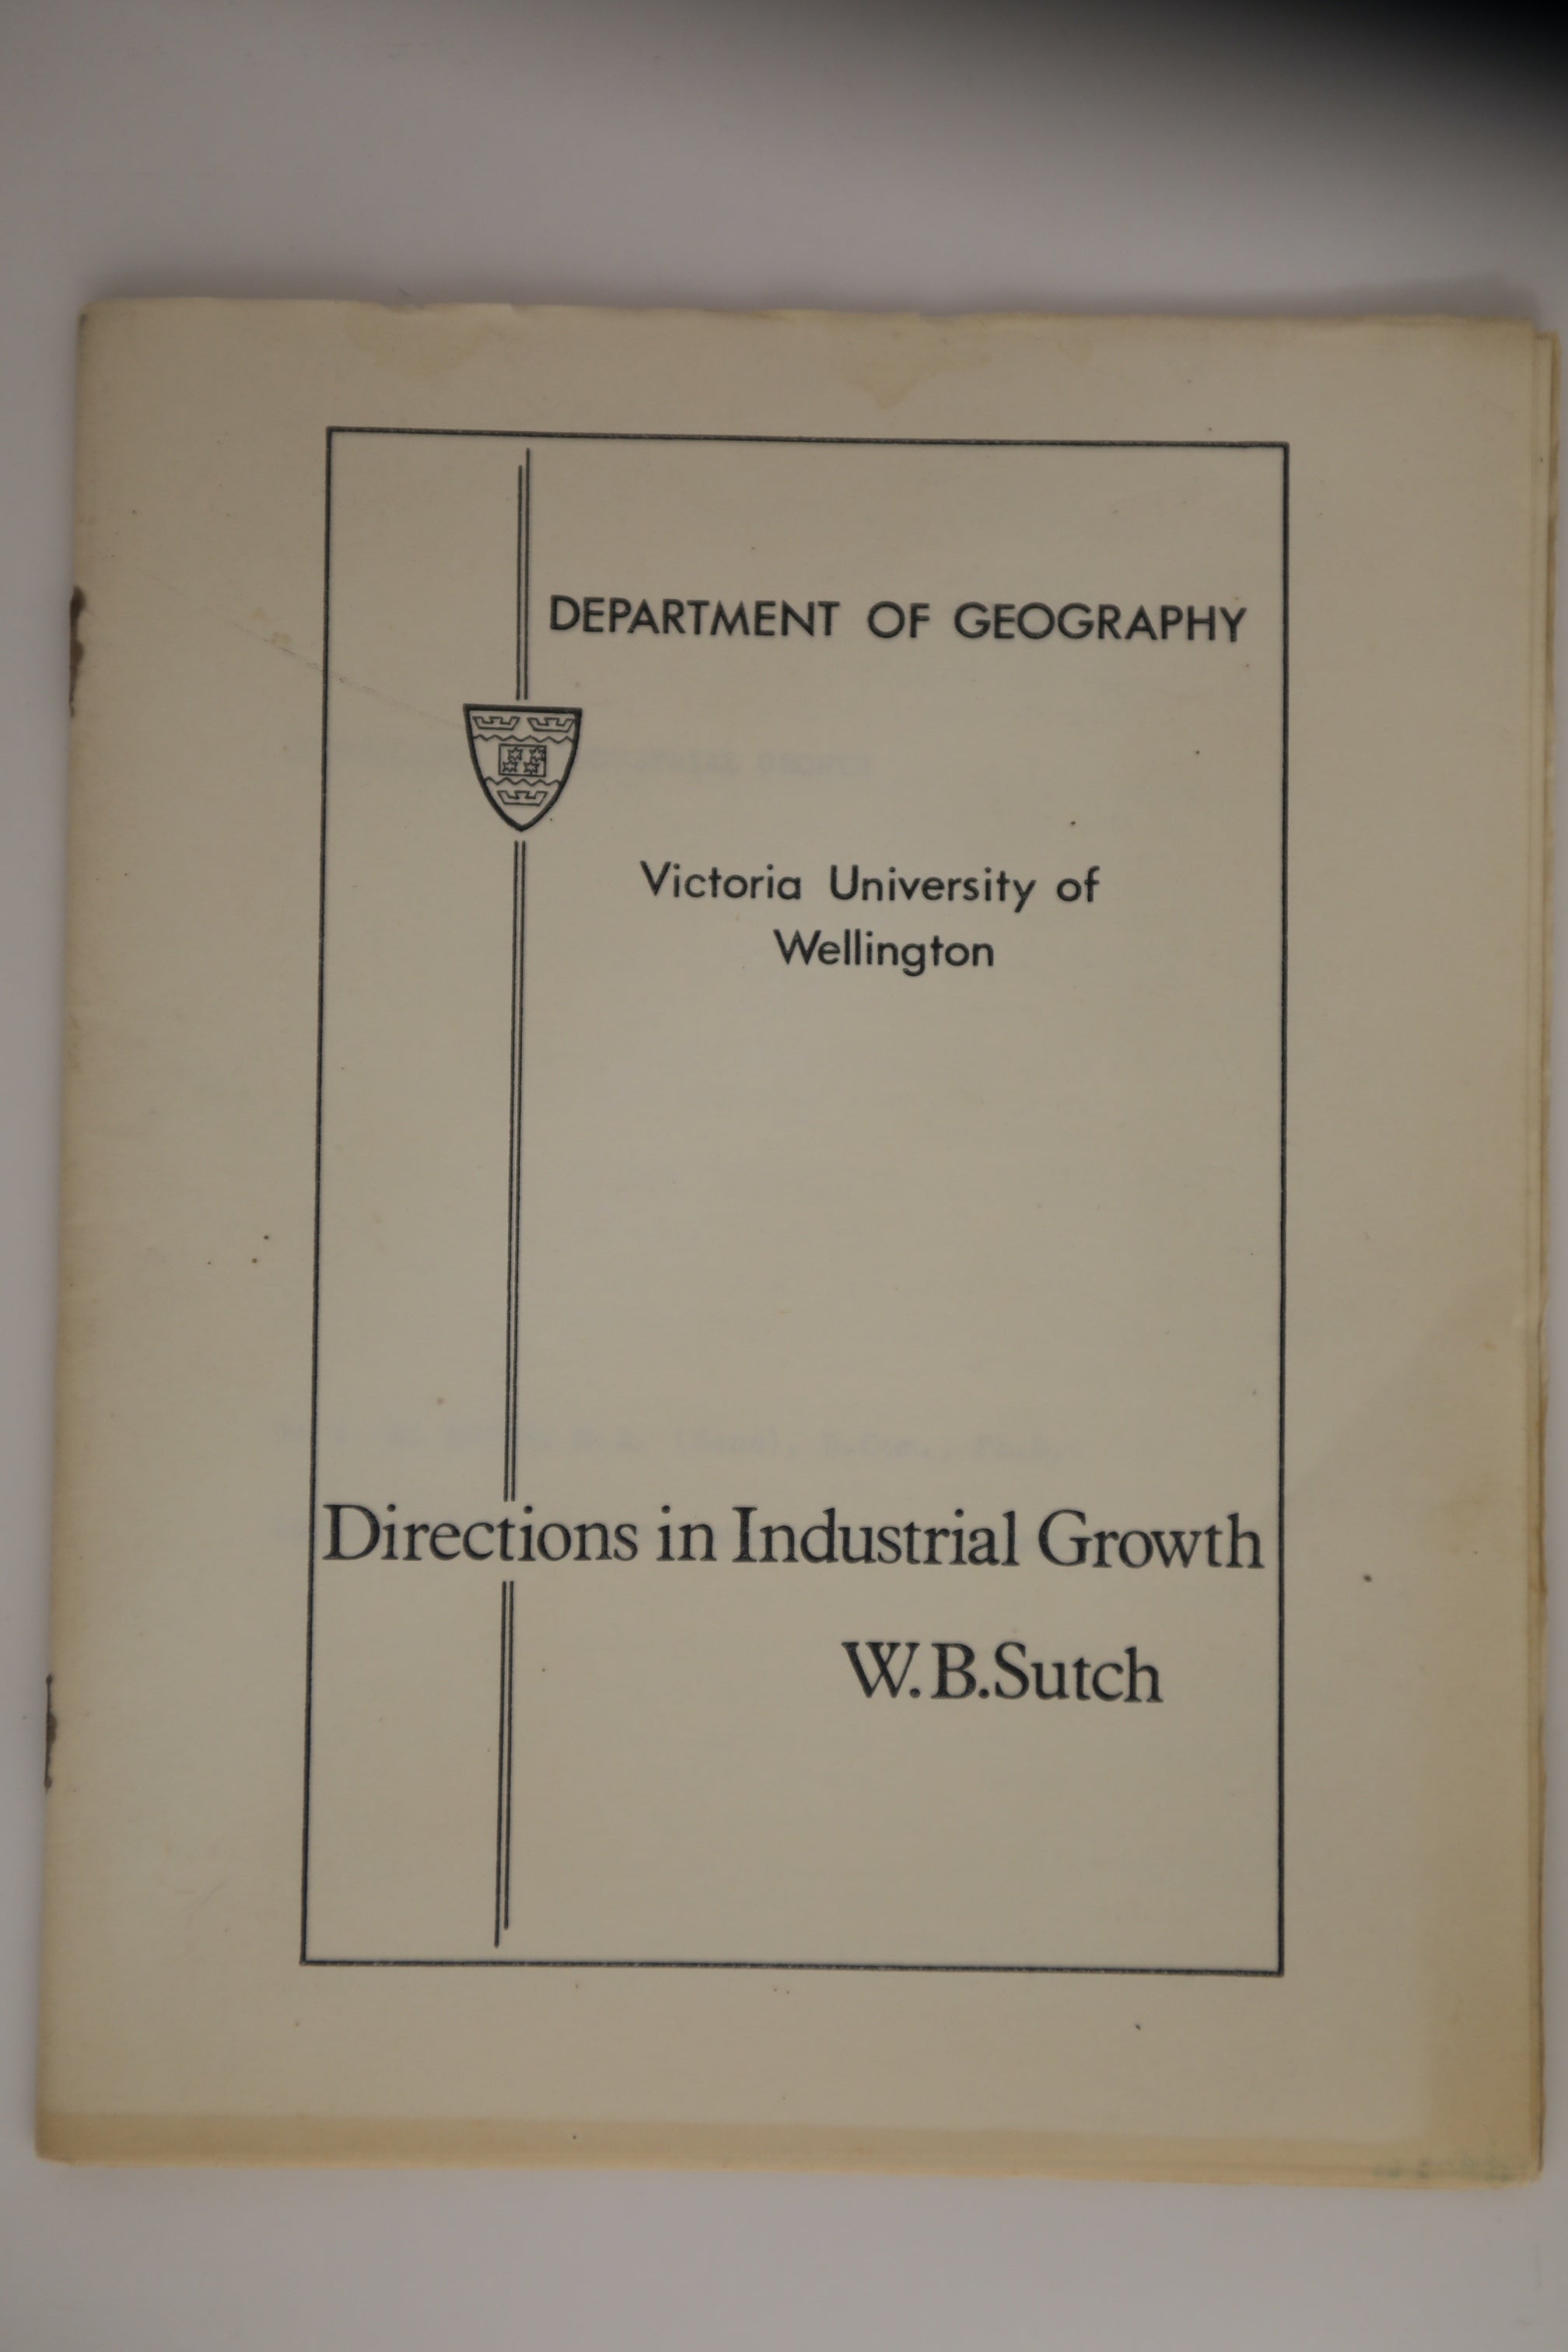 DEPARTMENT OF GEOGRAPHY
Victoria University of
Wellington
Directions in Industrial Growth
W.B.Sutch